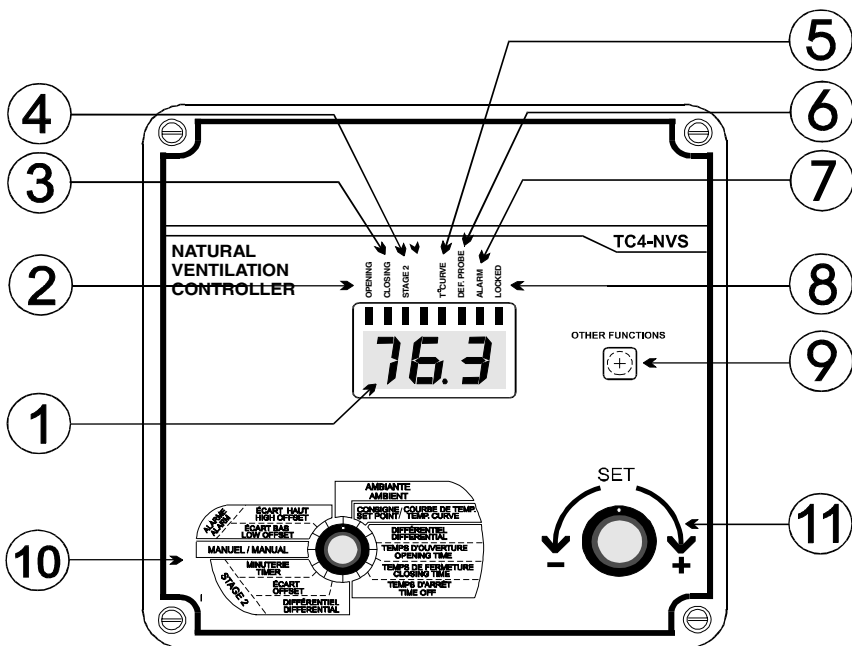 5
6
4
7
3
TC4-NVS
NATURAL
VENTILATION
CONTROLLER
2
OPENING
CLOSING
STAGE 2
T°CURVE
DEF. PROBE
ALARM
LOCKED
8
OTHER FUNCTIONS
76.3
9
1
SET
- +
11
10
AMBIANTE
AMBIENT
CONSIGNE/COURBE DE TEMP.
SET POINT/ TEMP. CURVE
DIFFÉRENTIEL
DIFFERENTIAL
TEMPS D'OUVERTURE
OPENING TIME
TEMPS DE FERMETURE
CLOSING TIME
TEMPS D'ARRÊT
TIME OFF
ALARME
ALARM
ÉCART HAUT
HIGH OFFSET
ÉCART BAS
LOW OFFSET
MANUEL / MANUAL
MINUTERIE
TIMER
STAGE 2
ÉCART
OFFSET
DIFFÉRENTIEL
DIFFERENTIAL